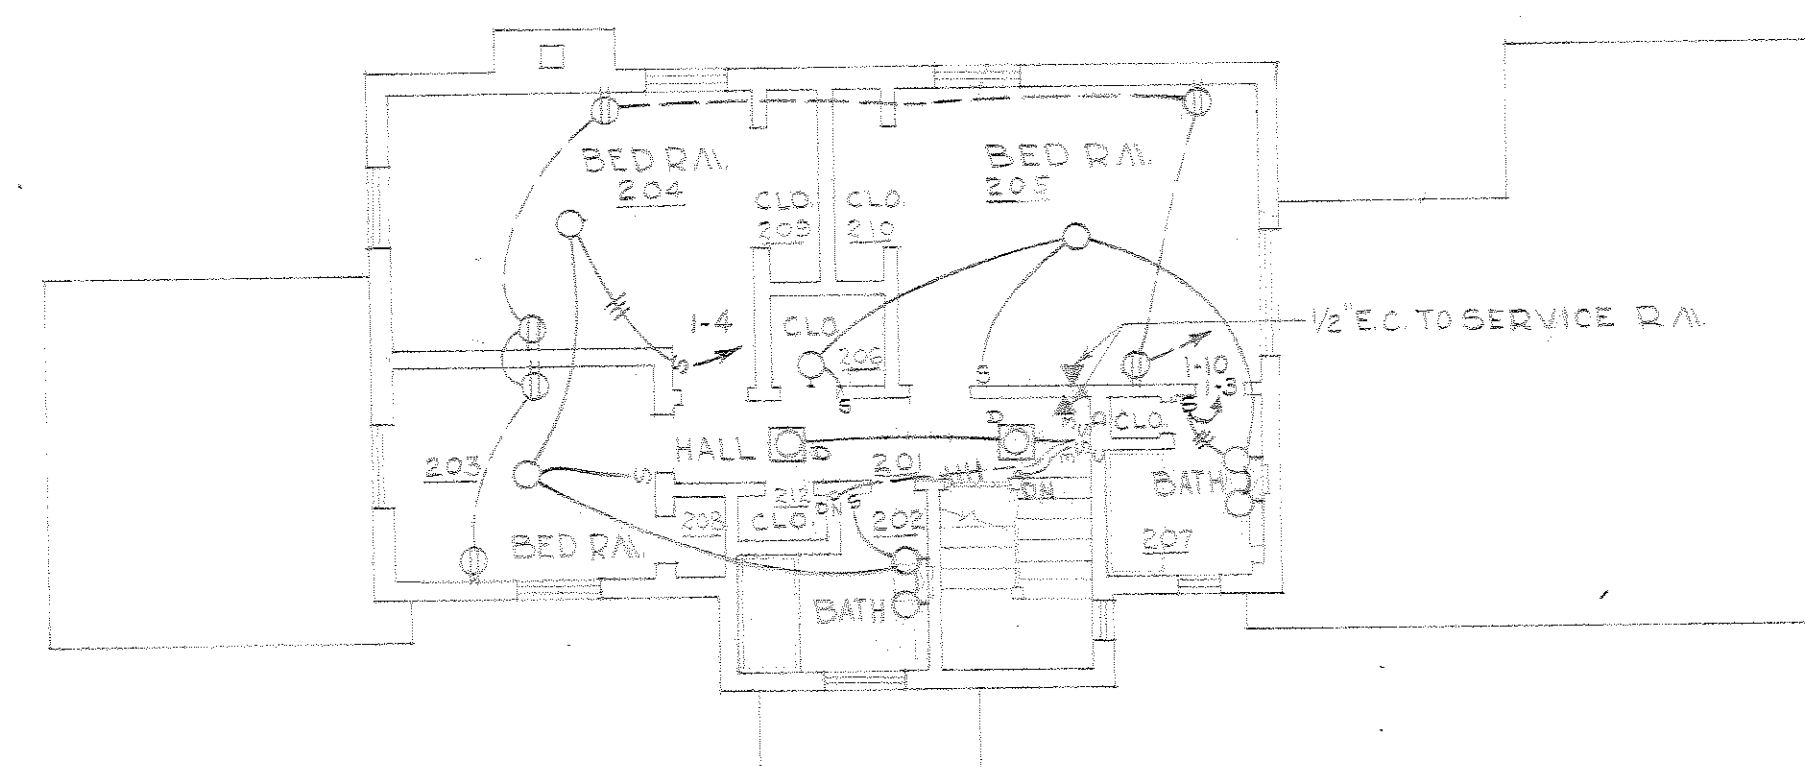 BED RM.
204
BED RM.
205
CLO.
209
CLO.
210
1-4
CLO.
206
S
S
S
1/2" E.C. TO SERVICE RM.
1-10
1-3
D
CLO.
HALL
D
201
203
S
212
CLO.
DN
S
202
DN
BATH
207
208
BED RM.
BATH